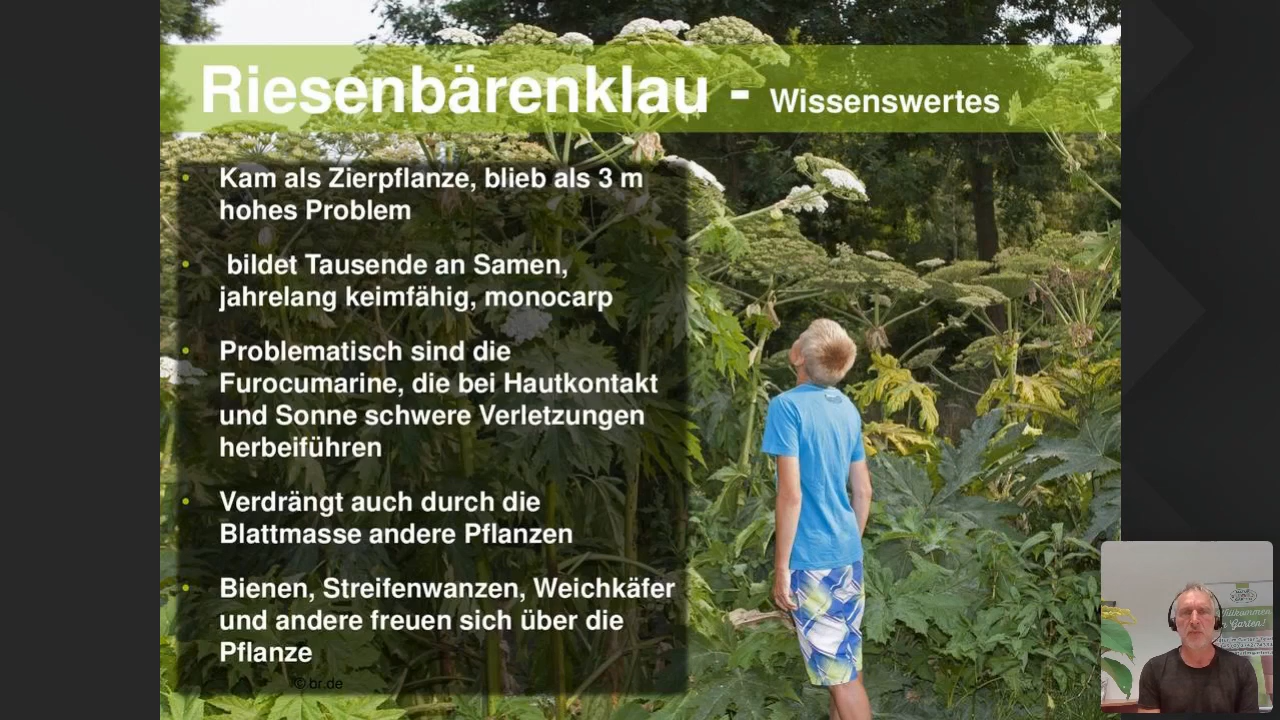 Riesenbärenklau - Wissenswertes
• Kam als Zierpflanze, blieb als 3 m
hohes Problem
• bildet Tausende an Samen,
jahrelang keimfähig, monocarp
• Problematisch sind die
Furocumarine, die bei Hautkontakt
und Sonne schwere Verletzungen
herbeiführen
• Verdrängt auch durch die
Blattmasse andere Pflanzen
• Bienen, Streifenwanzen, Weichkäfer
und andere freuen sich über die
Pflanze
© br.de